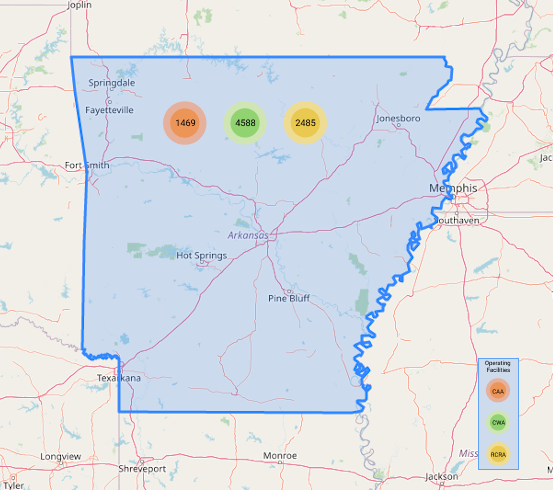 Joplin
Springdale
Fayetteville
1469
4588
2485
Jonesboro
Fort Smith
Memphis
Southaven
Arkansas
Hot Springs
Pine Bluff
Texarkana
Operating
Facilities
CAA
CWA
RCRA
Longview
Shreveport
Monroe
Jackson
Miss
Tyler
Jac